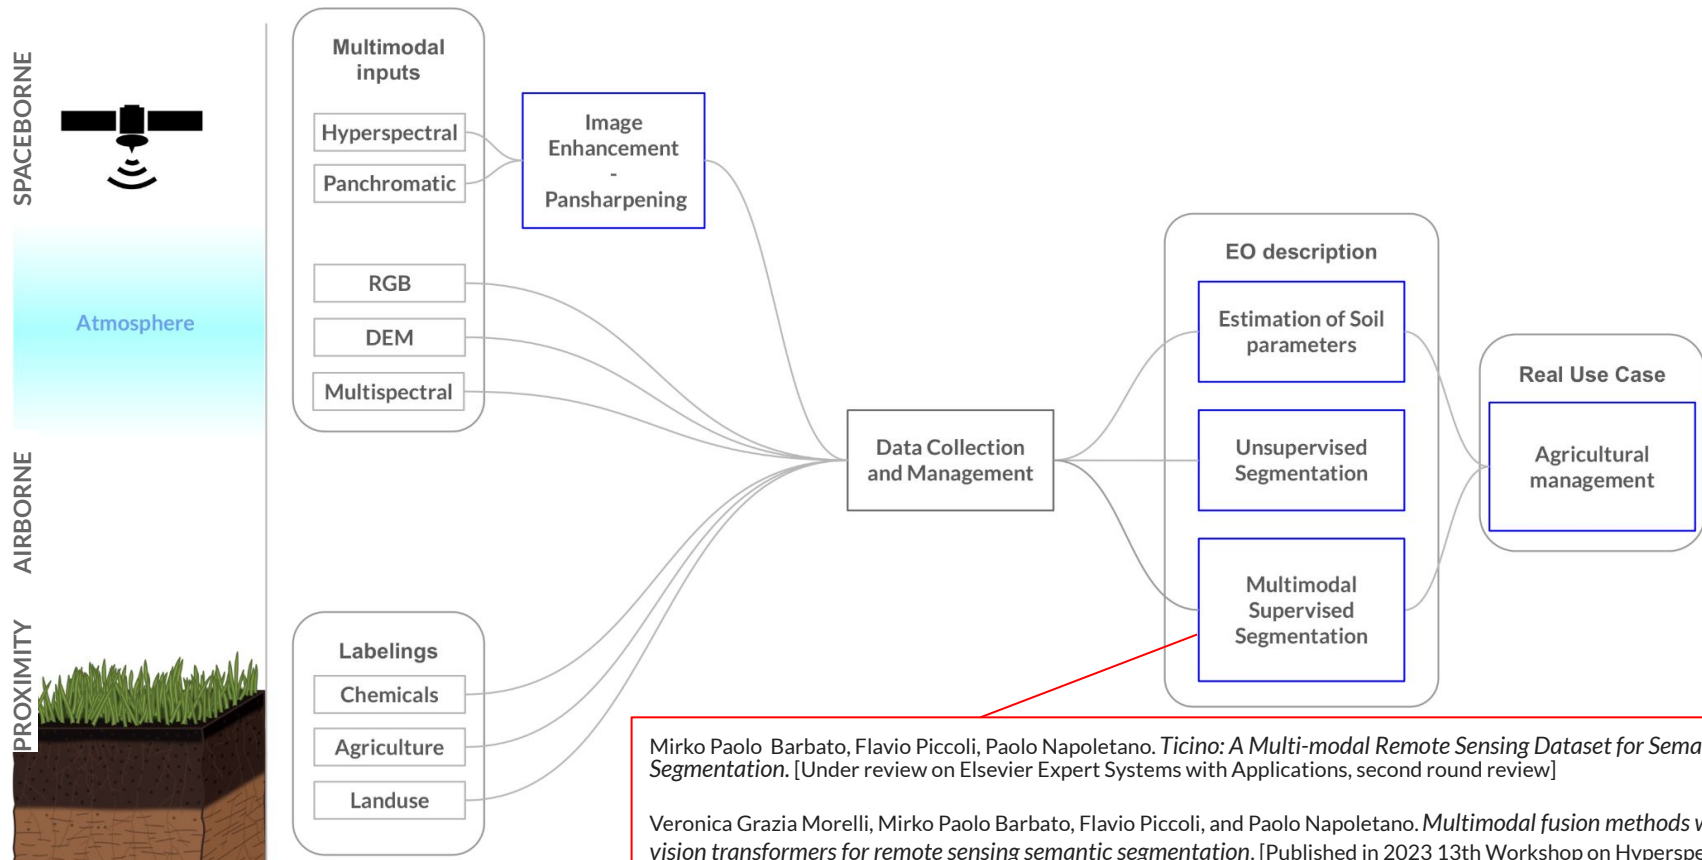 SPACEBORNE
Atmosphere
AIRBORNE
PROXIMITY
Multimodal
inputs
Hyperspectral
Panchromatic
RGB
DEM
Multispectral
Image
Enhancement
-
Pansharpening
Labelings
Chemicals
Agriculture
Landuse
Data Collection
and Management
EO description
Estimation of Soil
parameters
Unsupervised
Segmentation
Multimodal
Supervised
Segmentation
Real Use Case
Agricultural
management
Mirko Paolo Barbato, Flavio Piccoli, Paolo Napoletano. Ticino: A Multi-modal Remote Sensing Dataset for Sema
Segmentation. [Under review on Elsevier Expert Systems with Applications, second round review]
Veronica Grazia Morelli, Mirko Paolo Barbato, Flavio Piccoli, and Paolo Napoletano. Multimodal fusion methods
vision transformers for remote sensing semantic segmentation. [Published in 2023 13th Workshop on Hyperspe